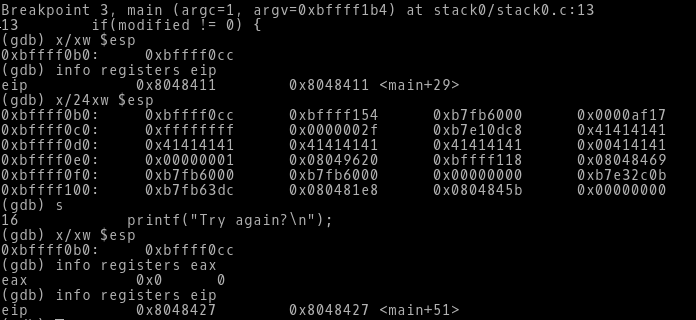 Breakpoint 3, main (argc=1, argv=0xbffff1b4) at stack0/stack0.c:13
13 if(modified != 0) {
(gdb) x/xw $esp
0xbffff0b0: 0xbffff0cc
(gdb) info registers eip
eip 0x8048411 0x8048411 <main+29>
(gdb) x/24xw $esp
0xbffff0b0: 0xbffff0cc 0xbffff154 0xb7fb6000 0x0000af17
0xbffff0c0: 0xffffffff 0x0000002f 0xb7e10dc8 0x41414141
0xbffff0d0: 0x41414141 0x41414141 0x41414141 0x00414141
0xbffff0e0: 0x00000001 0x08049620 0xbffff118 0x08048469
0xbffff0f0: 0xb7fb6000 0xb7fb6000 0x00000000 0xb7e32c0b
0xbffff100: 0xb7fb63dc 0x080481e8 0x0804845b 0x00000000
(gdb) s
16 printf("Try again?\n");
(gdb) x/xw $esp
0xbffff0b0: 0xbffff0cc
(gdb) info registers eax
eax 0x0 0
(gdb) info registers eip
eip 0x8048427 0x8048427 <main+51>